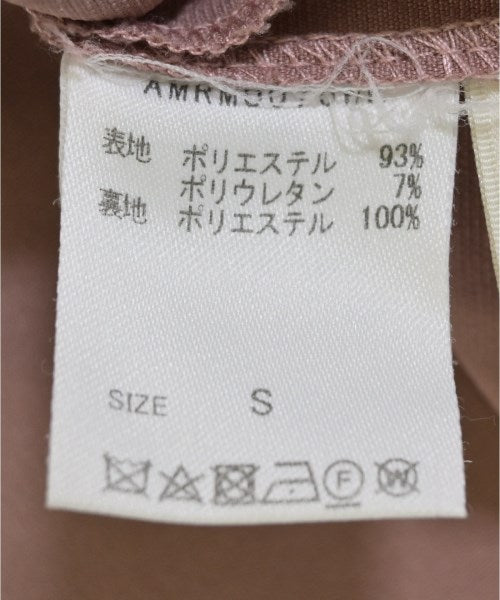 表地 ポリエステル 93%
ポリウレタン 7%
裏地 ポリエステル 100%
SIZE S
F W